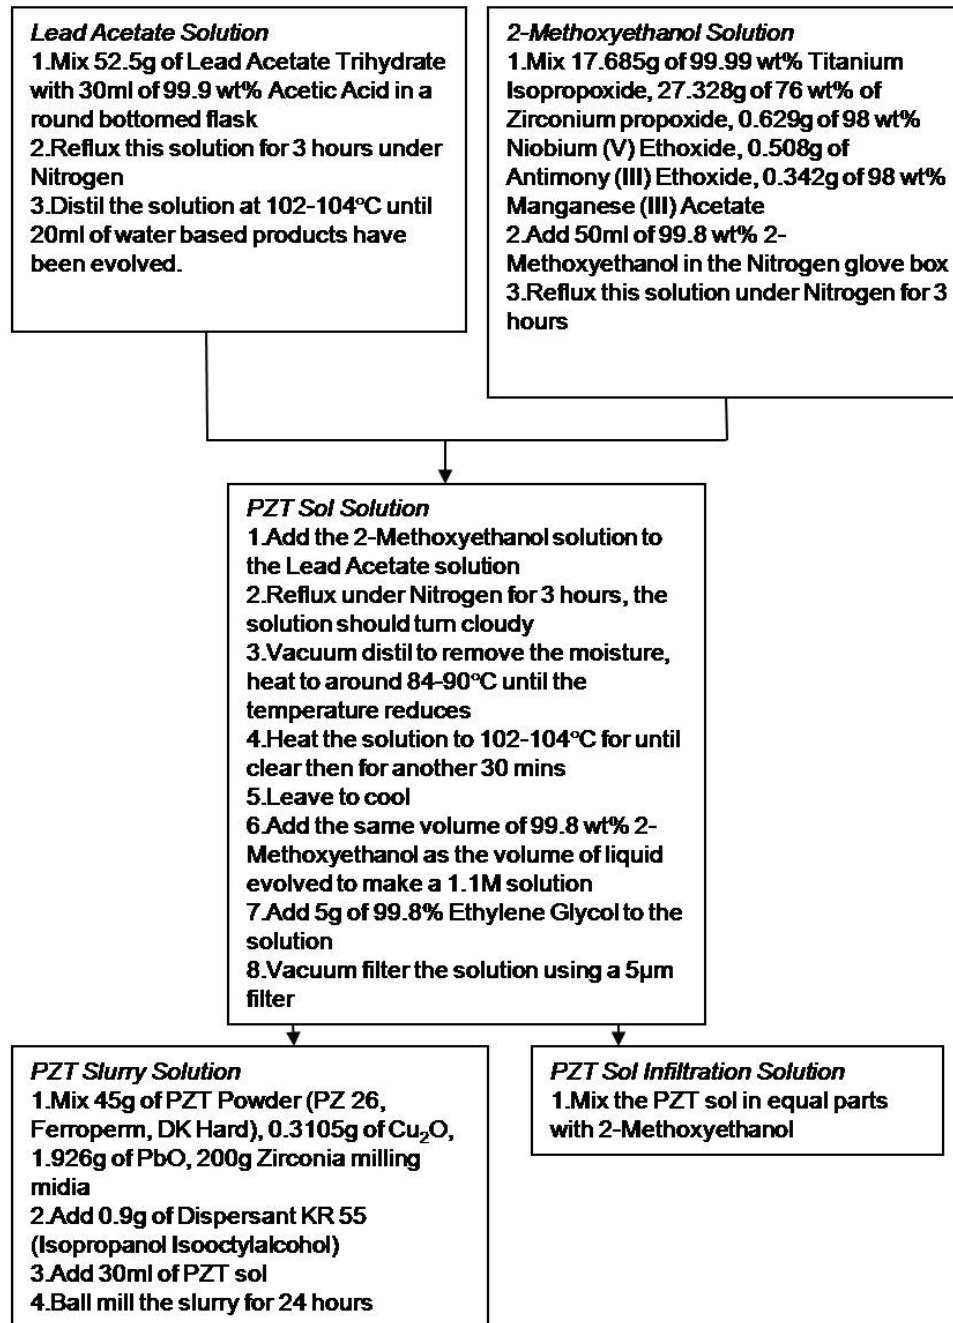 Lead Acetate Solution
1.Mix 52.5g of Lead Acetate Trihydrate
with 30ml of 99.9 wt% Acetic Acid in a
round bottomed flask
2.Reflux this solution for 3 hours under
Nitrogen
3.Distil the solution at 102-104°C until
20ml of water based products have
been evolved.
2-Methoxyethanol Solution
1.Mix 17.685g of 99.99 wt% Titanium
Isopropoxide, 27.328g of 76 wt% of
Zirconium propoxide, 0.629g of 98 wt%
Niobium (V) Ethoxide, 0.508g of
Antimony (III) Ethoxide, 0.342g of 98 wt%
Manganese (III) Acetate
2.Add 50ml of 99.8 wt% 2-
Methoxyethanol in the Nitrogen glove box
3.Reflux this solution under Nitrogen for 3
hours
PZT Sol Solution
1.Add the 2-Methoxyethanol solution to
the Lead Acetate solution
2.Reflux under Nitrogen for 3 hours, the
solution should turn cloudy
3.Vacuum distil to remove the moisture,
heat to around 84-90°C until the
temperature reduces
4.Heat the solution to 102-104°C for until
clear then for another 30 mins
5.Leave to cool
6.Add the same volume of 99.8 wt% 2-
Methoxyethanol as the volume of liquid
evolved to make a 1.1M solution
7.Add 5g of 99.8% Ethylene Glycol to the
solution
8.Vacuum filter the solution using a 5µm
filter
PZT Slurry Solution
1.Mix 45g of PZT Powder (PZ 26,
Ferroperm, DK Hard), 0.3105g of Cu₂O,
1.926g of PbO, 200g Zirconia milling
midia
2.Add 0.9g of Dispersant KR 55
(Isopropanol Isooctylalcohol)
3.Add 30ml of PZT sol
4.Ball mill the slurry for 24 hours
PZT Sol Infiltration Solution
1.Mix the PZT sol in equal parts
with 2-Methoxyethanol